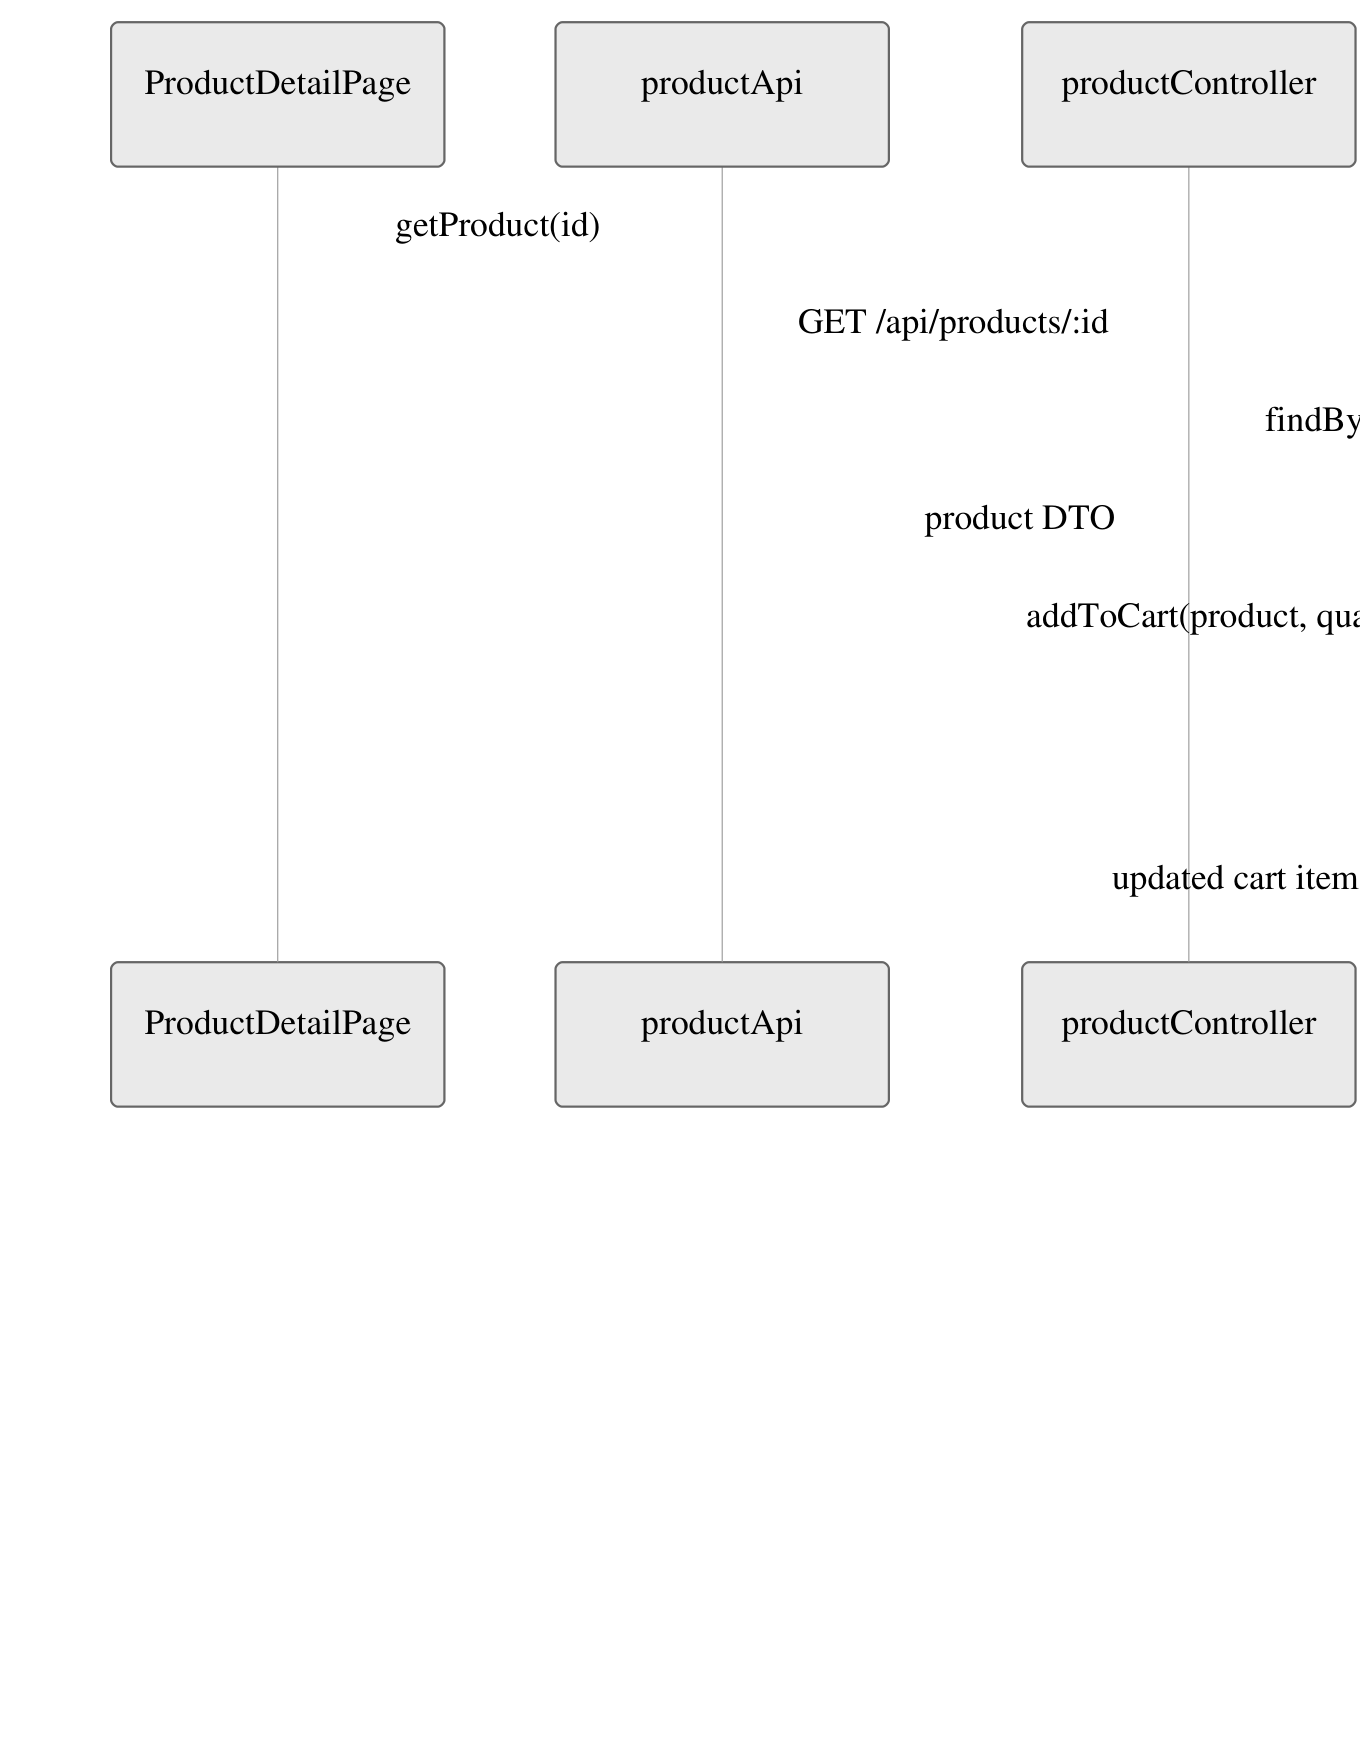 ProductDetailPage
productApi
productController
getProduct(id)
GET /api/products/:id
findBy
product DTO
addToCart(product, qua
updated cart item
ProductDetailPage
productApi
productController